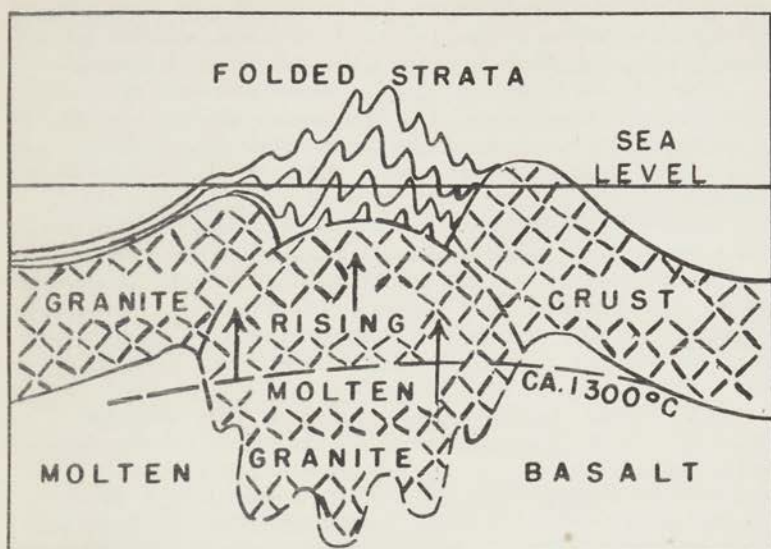 FOLDED STRATA
SEA
LEVEL
GRANITE
CRUST
RISING
MOLTEN
CA. 1300°C
GRANITE
MOLTEN
BASALT